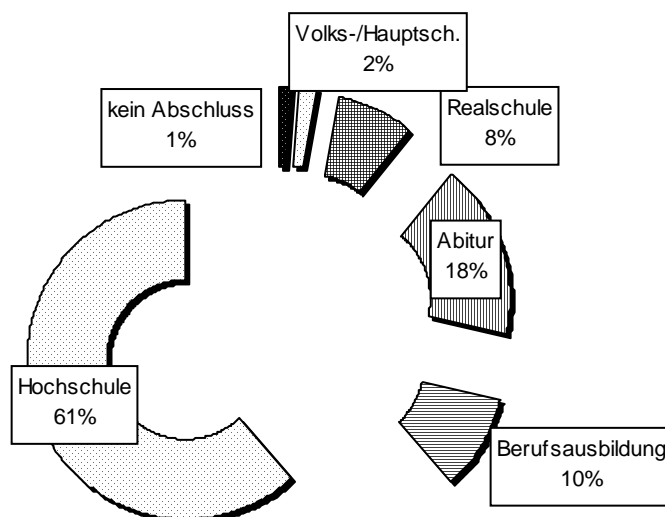 Volks-/Hauptsch.
2%
kein Abschluss
1%
Realschule
8%
Abitur
18%
Hochschule
61%
Berufsausbildung
10%